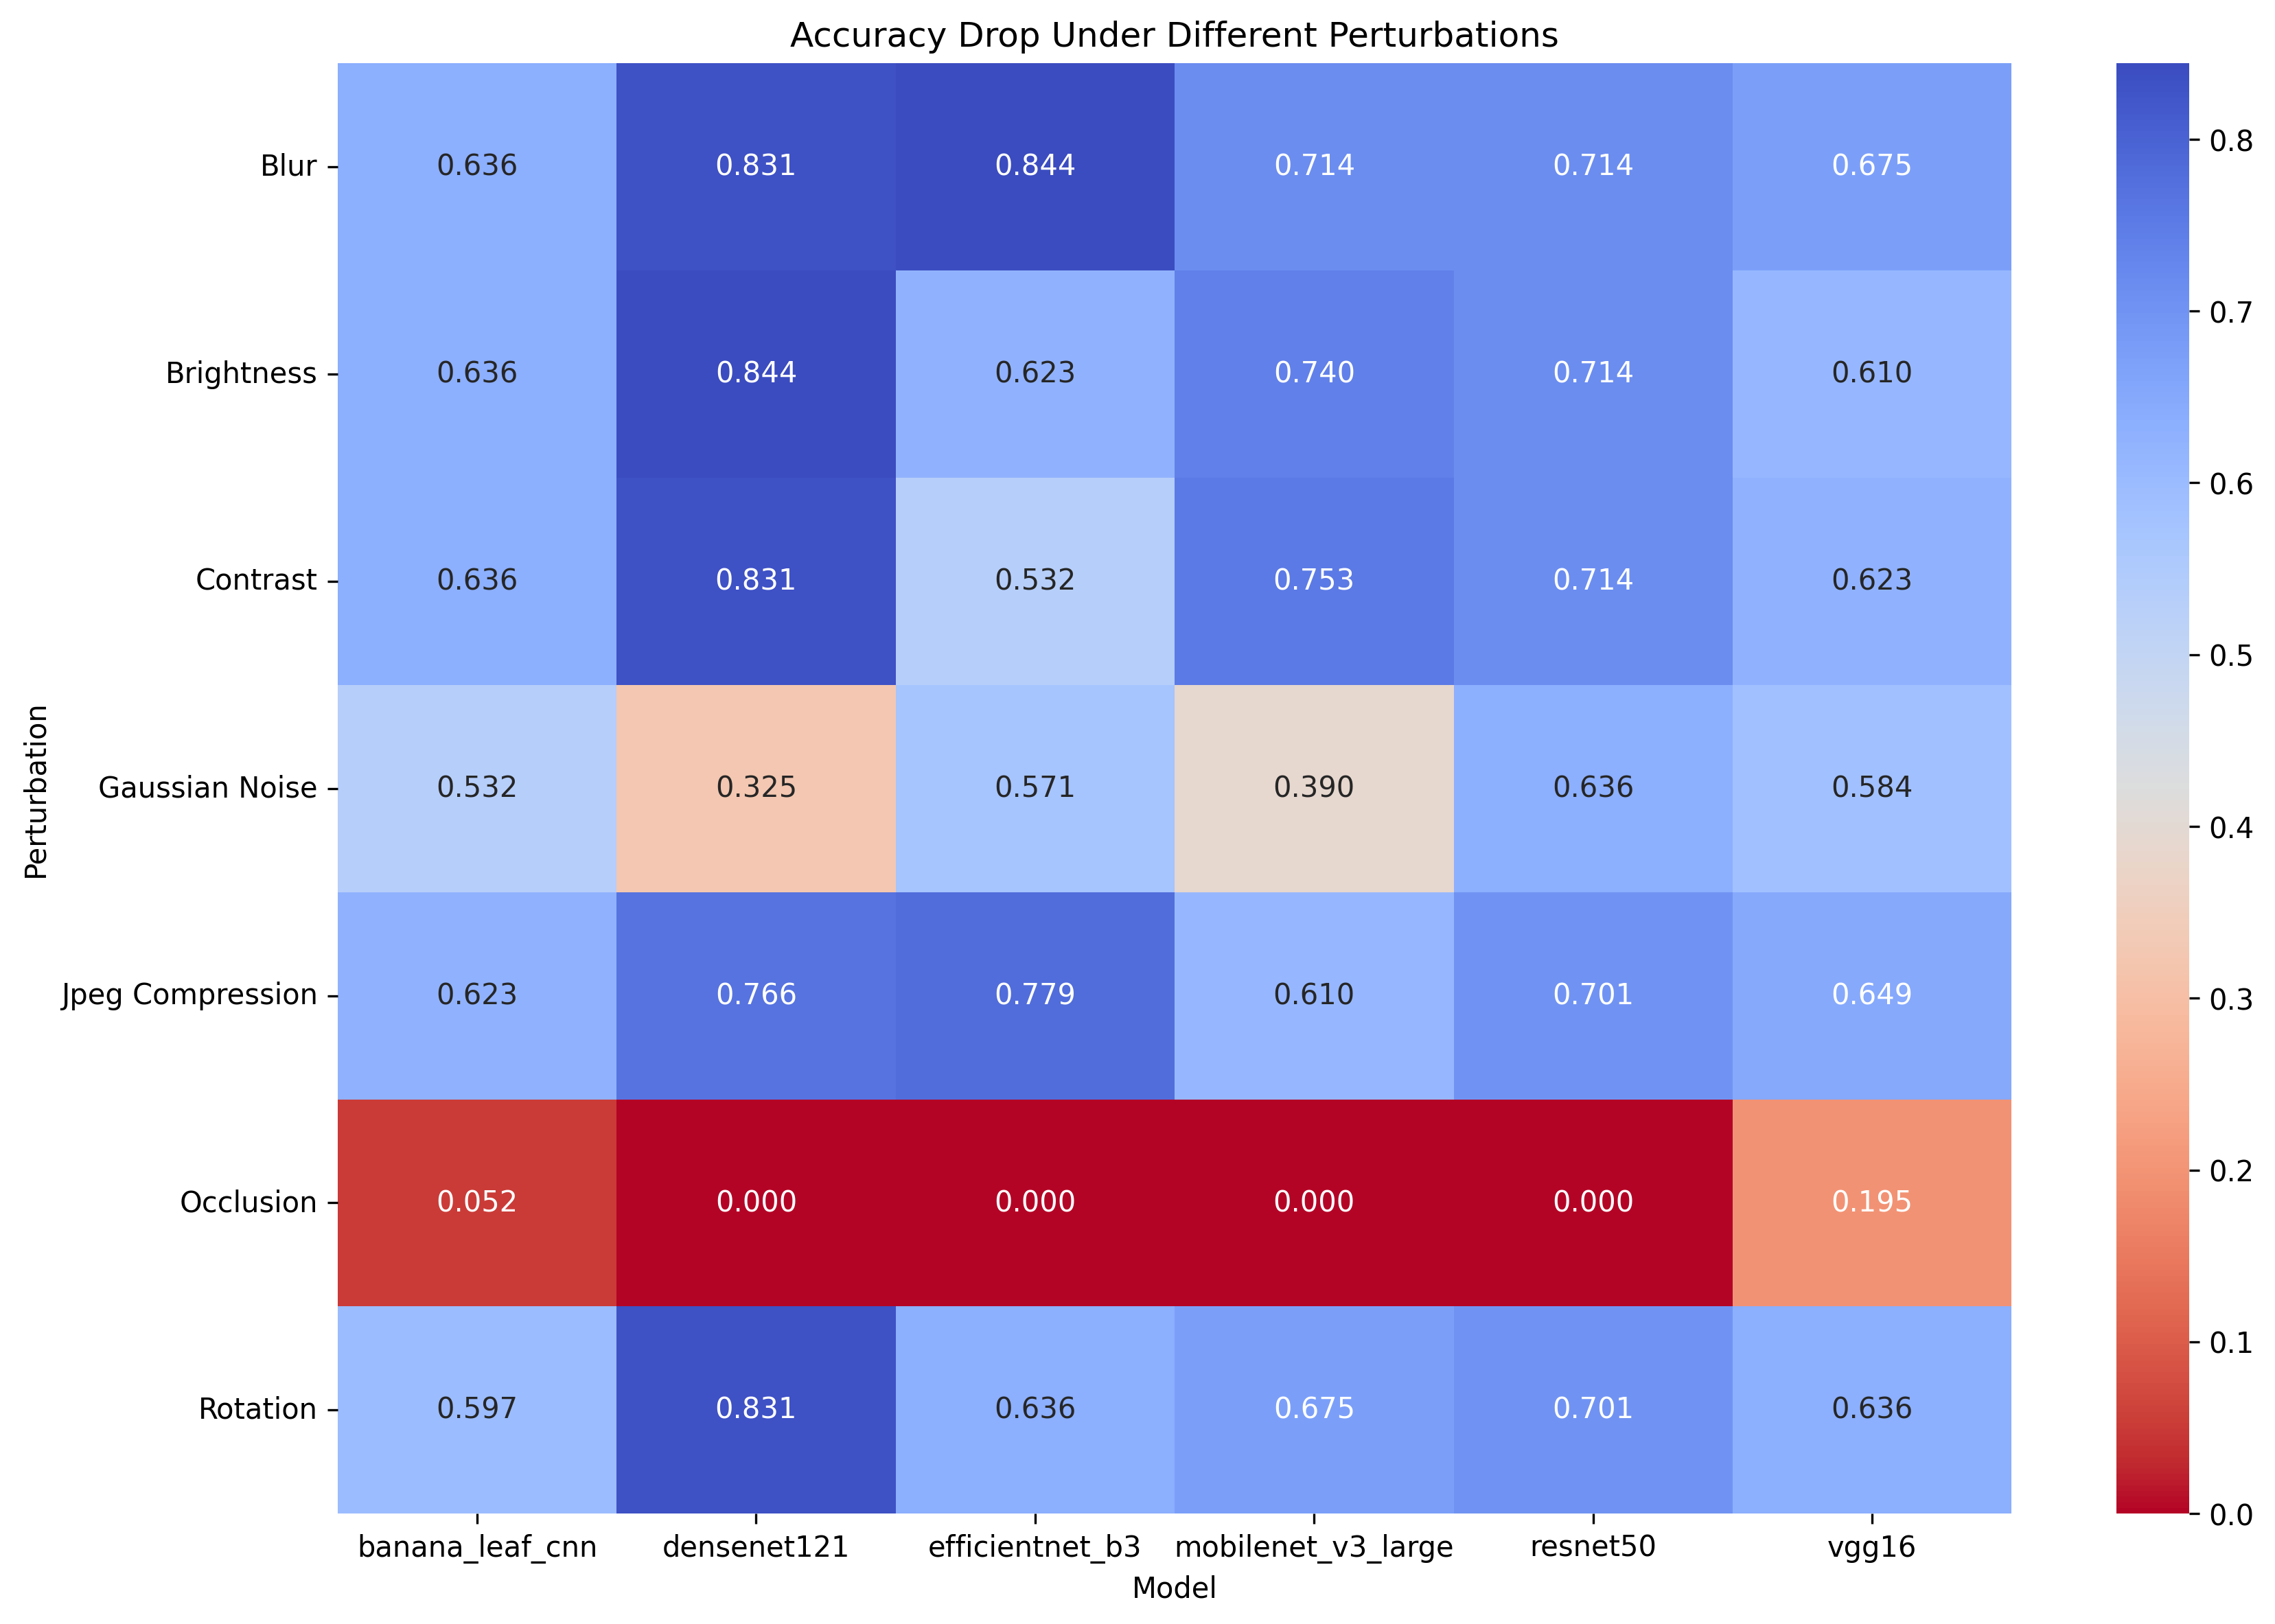 Accuracy Drop Under Different Perturbations
Perturbation
Blur 0.636 0.831 0.844 0.714 0.714 0.675
Brightness 0.636 0.844 0.623 0.740 0.714 0.610
Contrast 0.636 0.831 0.532 0.753 0.714 0.623
Gaussian Noise 0.532 0.325 0.571 0.390 0.636 0.584
Jpeg Compression 0.623 0.766 0.779 0.610 0.701 0.649
Occlusion 0.052 0.000 0.000 0.000 0.000 0.195
Rotation 0.597 0.831 0.636 0.675 0.701 0.636
banana_leaf_cnn densenet121 efficientnet_b3 mobilenet_v3_large resnet50 vgg16
Model
0.8
0.7
0.6
0.5
0.4
0.3
0.2
0.1
0.0